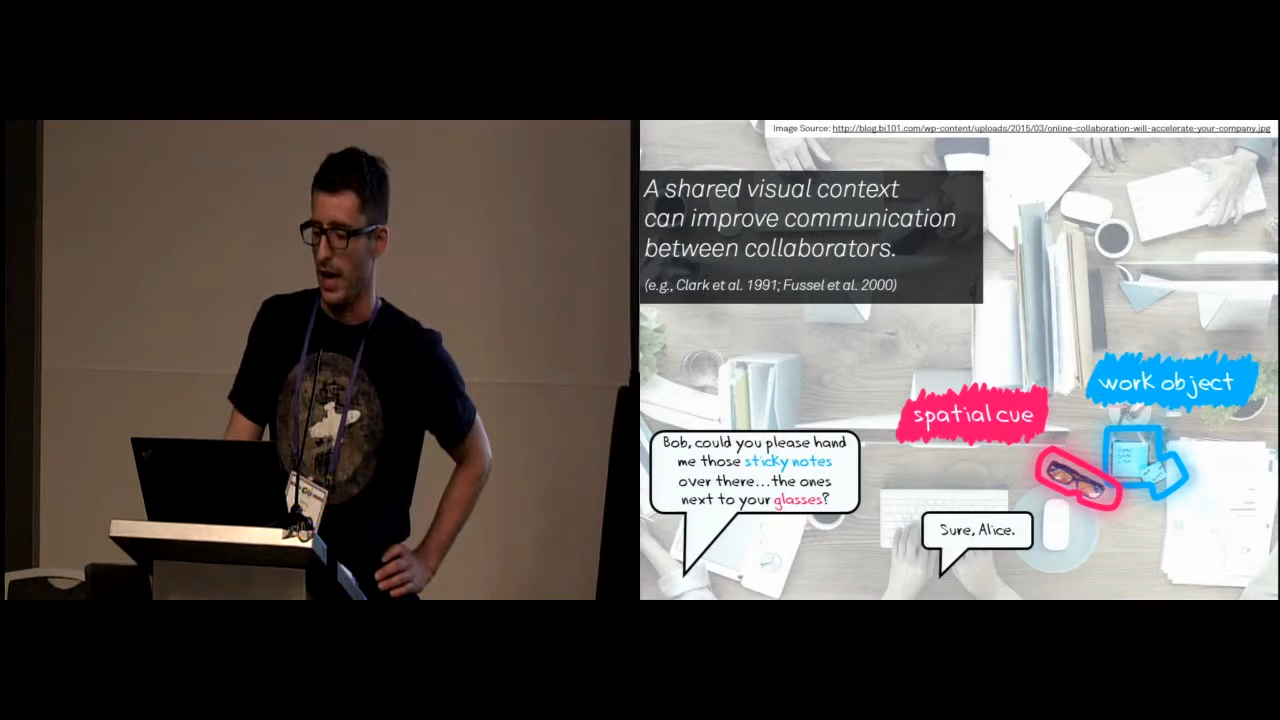 Image Source: http://blog.bi101.com/wp-content/uploads/2015/03/online-collaboration-will-accelerate-your-company.jpg
A shared visual context
can improve communication
between collaborators.
(e.g., Clark et al. 1991; Fussel et al. 2000)
work object
spatial cue
Bob, could you please hand
me those sticky notes
over there...the ones
next to your glasses?
Sure, Alice.